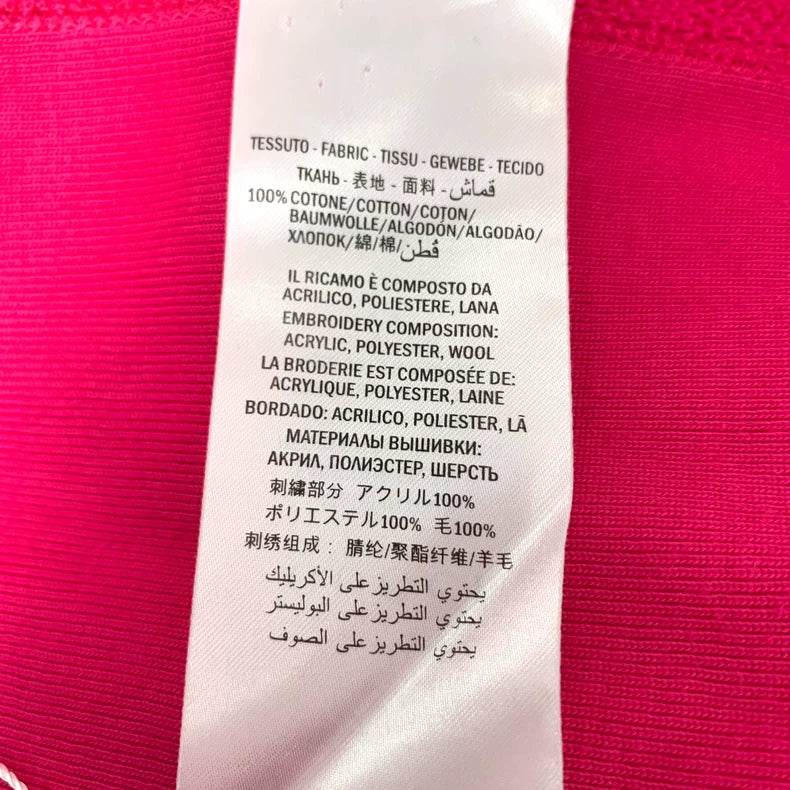 TESSUTO - FABRIC - TISSU - GEWEBE - TECIDO
ТКАНЬ - 表地 - 面料 - قماش
100% COTONE/COTTON/COTON/
BAUMWOLLE/ALGODÓN/ALGODÃO/
ХЛОПОК/綿/棉/قُطن
IL RICAMO È COMPOSTO DA
ACRILICO, POLIESTERE, LANA
EMBROIDERY COMPOSITION:
ACRYLIC, POLYESTER, WOOL
LA BRODERIE EST COMPOSÉE DE:
ACRYLIQUE, POLYESTER, LAINE
BORDADO: ACRILICO, POLIESTER, LÃ
МАТЕРИАЛЫ ВЫШИВКИ:
АКРИЛ, ПОЛИЭСТЕР, ШЕРСТЬ
刺繍部分 アクリル100%
ポリエステル100% 毛100%
刺绣组成：腈纶/聚酯纤维/羊毛
يحتوي التطريز على الأكريليك
يحتوي التطريز على البوليستر
يحتوي التطريز على الصوف